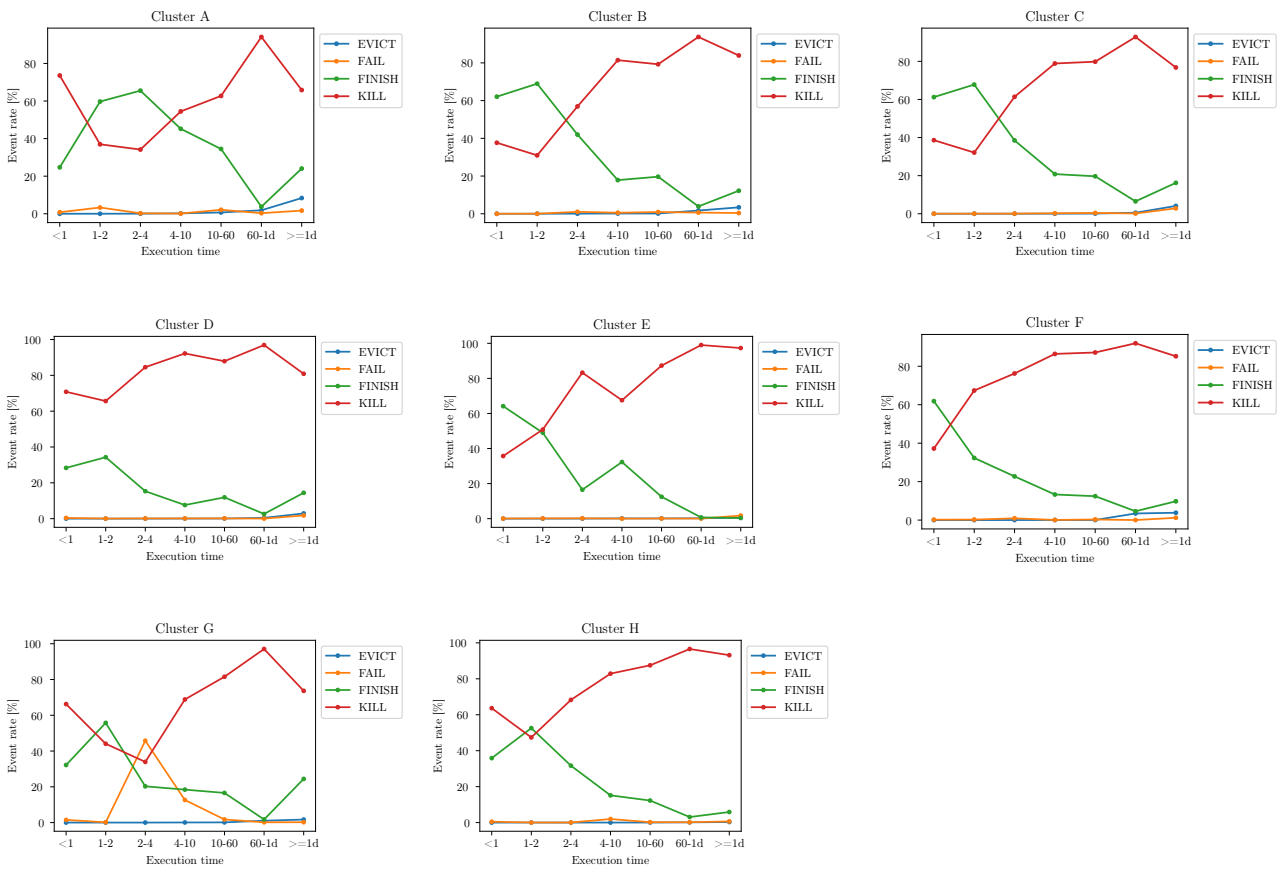 Cluster A
Event rate [%]
80
60
40
20
0
<1 1-2 2-4 4-10 10-60 60-1d >=1d
Execution time
EVICT
FAIL
FINISH
KILL
Cluster B
Event rate [%]
80
60
40
20
0
<1 1-2 2-4 4-10 10-60 60-1d >=1d
Execution time
EVICT
FAIL
FINISH
KILL
Cluster C
Event rate [%]
80
60
40
20
0
<1 1-2 2-4 4-10 10-60 60-1d >=1d
Execution time
EVICT
FAIL
FINISH
KILL
Cluster D
Event rate [%]
100
80
60
40
20
0
<1 1-2 2-4 4-10 10-60 60-1d >=1d
Execution time
EVICT
FAIL
FINISH
KILL
Cluster E
Event rate [%]
100
80
60
40
20
0
<1 1-2 2-4 4-10 10-60 60-1d >=1d
Execution time
EVICT
FAIL
FINISH
KILL
Cluster F
Event rate [%]
80
60
40
20
0
<1 1-2 2-4 4-10 10-60 60-1d >=1d
Execution time
EVICT
FAIL
FINISH
KILL
Cluster G
Event rate [%]
100
80
60
40
20
0
<1 1-2 2-4 4-10 10-60 60-1d >=1d
Execution time
EVICT
FAIL
FINISH
KILL
Cluster H
Event rate [%]
100
80
60
40
20
0
<1 1-2 2-4 4-10 10-60 60-1d >=1d
Execution time
EVICT
FAIL
FINISH
KILL